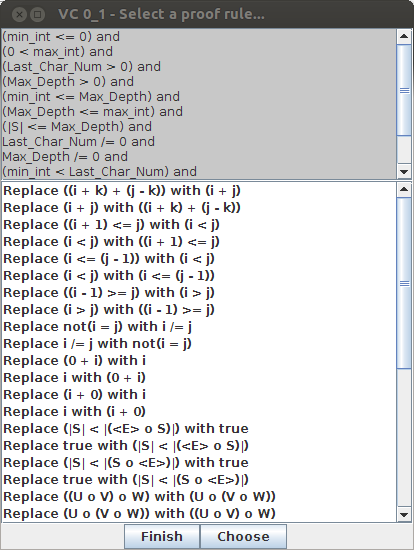 VC 0_1 - Select a proof rule...
(min_int <= 0) and
(0 < max_int) and
(Last_Char_Num > 0) and
(Max_Depth > 0) and
(min_int <= Max_Depth) and
(Max_Depth <= max_int) and
(|S| <= Max_Depth) and
Last_Char_Num /= 0 and
Max_Depth /= 0 and
(min_int < Last_Char_Num) and
Replace ((i + k) + (j - k)) with (i + j)
Replace (i + j) with ((i + k) + (j - k))
Replace ((i + 1) <= j) with (i < j)
Replace (i < j) with ((i + 1) <= j)
Replace (i <= (j - 1)) with (i < j)
Replace (i < j) with (i <= (j - 1))
Replace ((i - 1) >= j) with (i > j)
Replace (i > j) with ((i - 1) >= j)
Replace not(i = j) with i /= j
Replace i /= j with not(i = j)
Replace (0 + i) with i
Replace i with (0 + i)
Replace (i + 0) with i
Replace i with (i + 0)
Replace (|S| < |(<E> o S)|) with true
Replace true with (|S| < |(<E> o S)|)
Replace (|S| < |(S o <E>)|) with true
Replace true with (|S| < |(S o <E>)|)
Replace ((U o V) o W) with (U o (V o W))
Replace (U o (V o W)) with ((U o V) o W)
Finish Choose